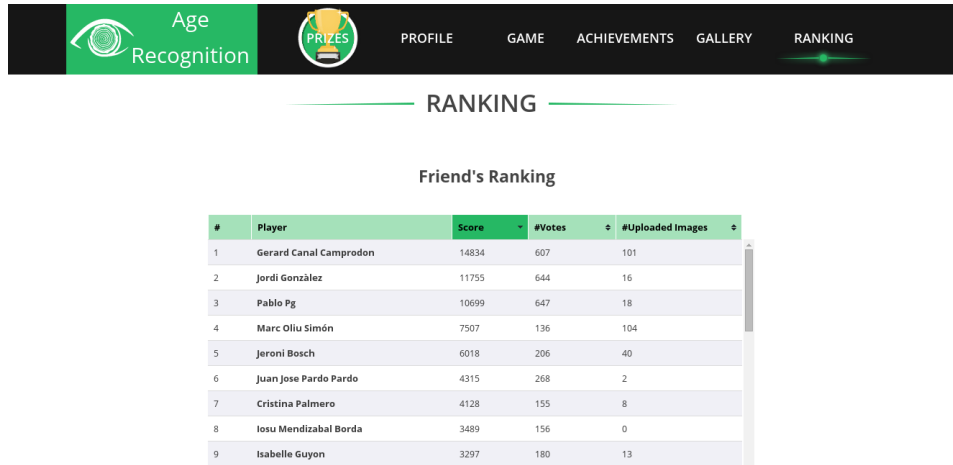 Age
Recognition
PRIZES PROFILE GAME ACHIEVEMENTS GALLERY RANKING
RANKING
Friend's Ranking
# Player Score #Votes #Uploaded Images
1 Gerard Canal Camprodon 14834 607 101
2 Jordi Gonzàlez 11755 644 16
3 Pablo Pg 10699 647 18
4 Marc Oliu Simón 7507 136 104
5 Jeroni Bosch 6018 206 40
6 Juan Jose Pardo Pardo 4315 268 2
7 Cristina Palmero 4128 155 8
8 Iosu Mendizabal Borda 3489 156 0
9 Isabelle Guyon 3297 180 13